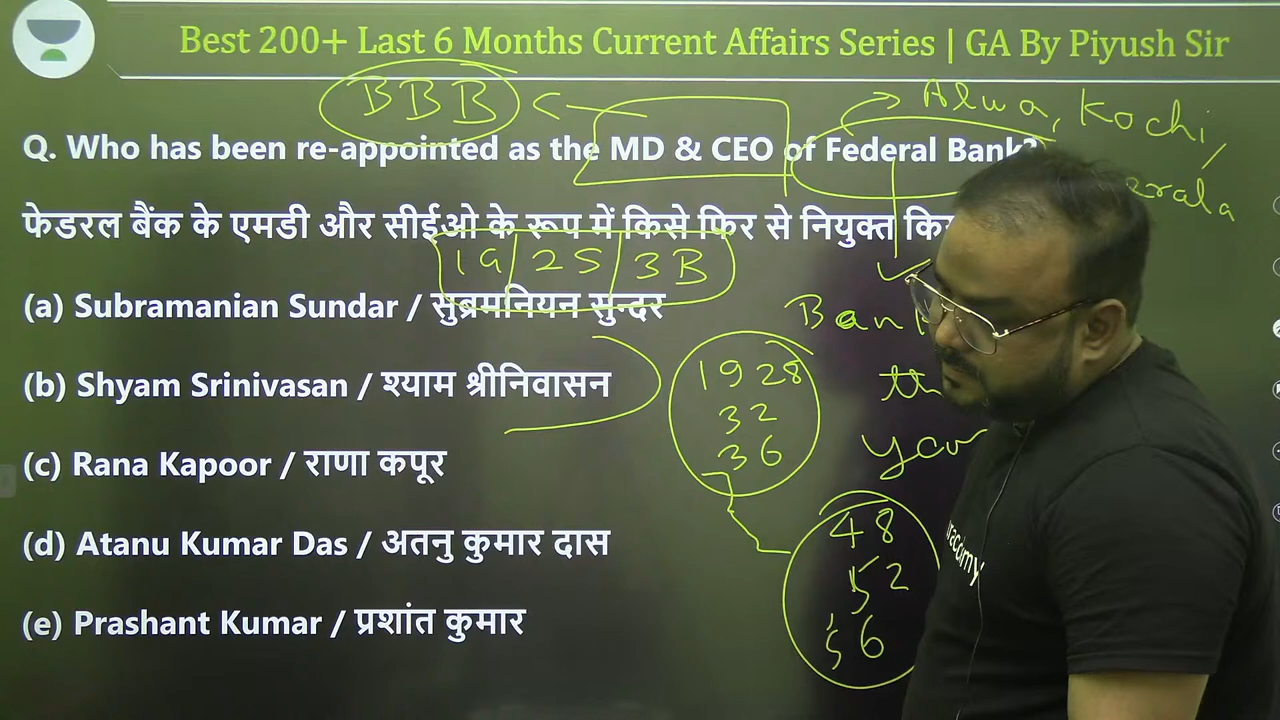 Best 200+ Last 6 Months Current Affairs Series | GA By Piyush Sir
BBB
Alwa, Kochi,
Q. Who has been re-appointed as the MD & CEO of Federal Bank?
फेडरल बैंक के एमडी और सीईओ के रूप में किसे फिर से नियुक्त
1G 2S 3B
(a) Subramanian Sundar / सुब्रमनियन सुन्दर
(b) Shyam Srinivasan / श्याम श्रीनिवासन
1928
32
36
(c) Rana Kapoor / राणा कपूर
48
(d) Atanu Kumar Das / अतनु कुमार दास
52
(e) Prashant Kumar / प्रशांत कुमार
56